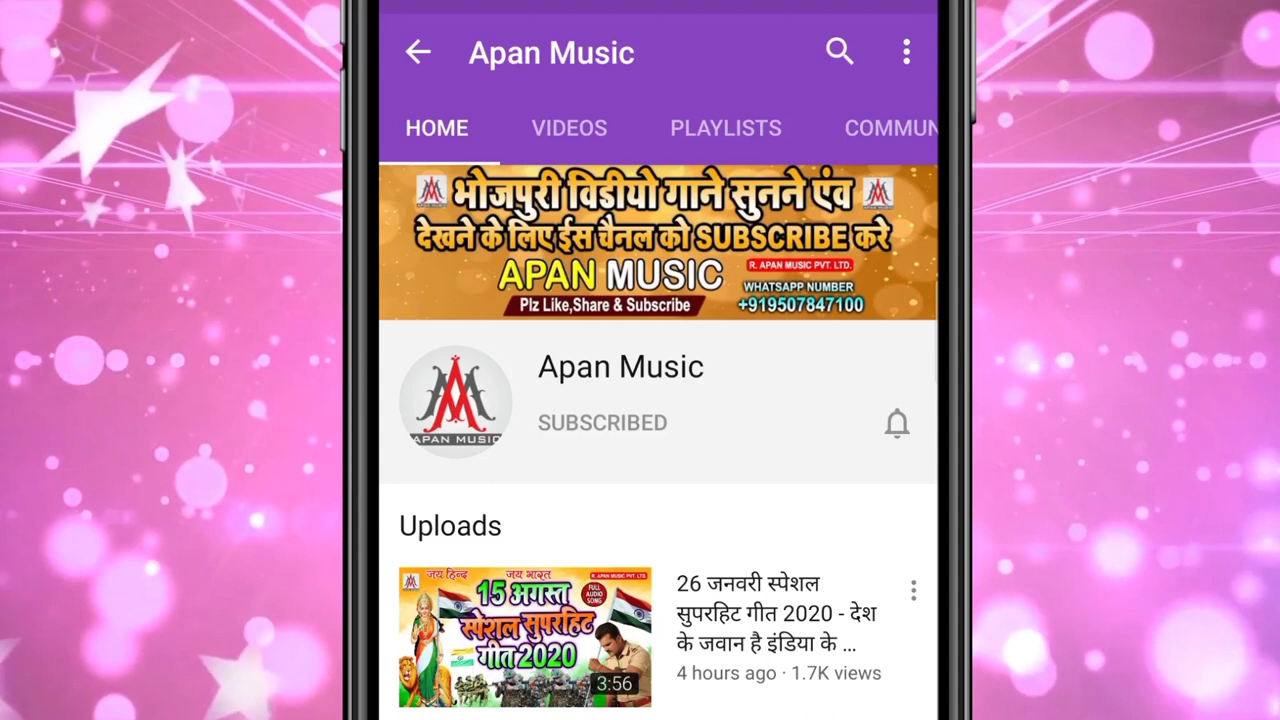 Apan Music
HOME VIDEOS PLAYLISTS COMMUN
भोजपुरी विडीयो गाने सुनने एंव
देखने के लिए ईस चैनल को SUBSCRIBE करे
APAN MUSIC
R. APAN MUSIC PVT. LTD.
WHATSAPP NUMBER
+919507847100
Plz Like,Share & Subscribe
Apan Music
SUBSCRIBED
APAN MUSIC
Uploads
जय हिन्द जय भारत
R. APAN MUSIC PVT. LTD
15 अगस्त
FULL
AUDIO
SONG
स्पेशल सुपरहिट
गीत 2020
3:56
26 जनवरी स्पेशल
सुपरहिट गीत 2020 - देश
के जवान है इंडिया के ...
4 hours ago · 1.7K views